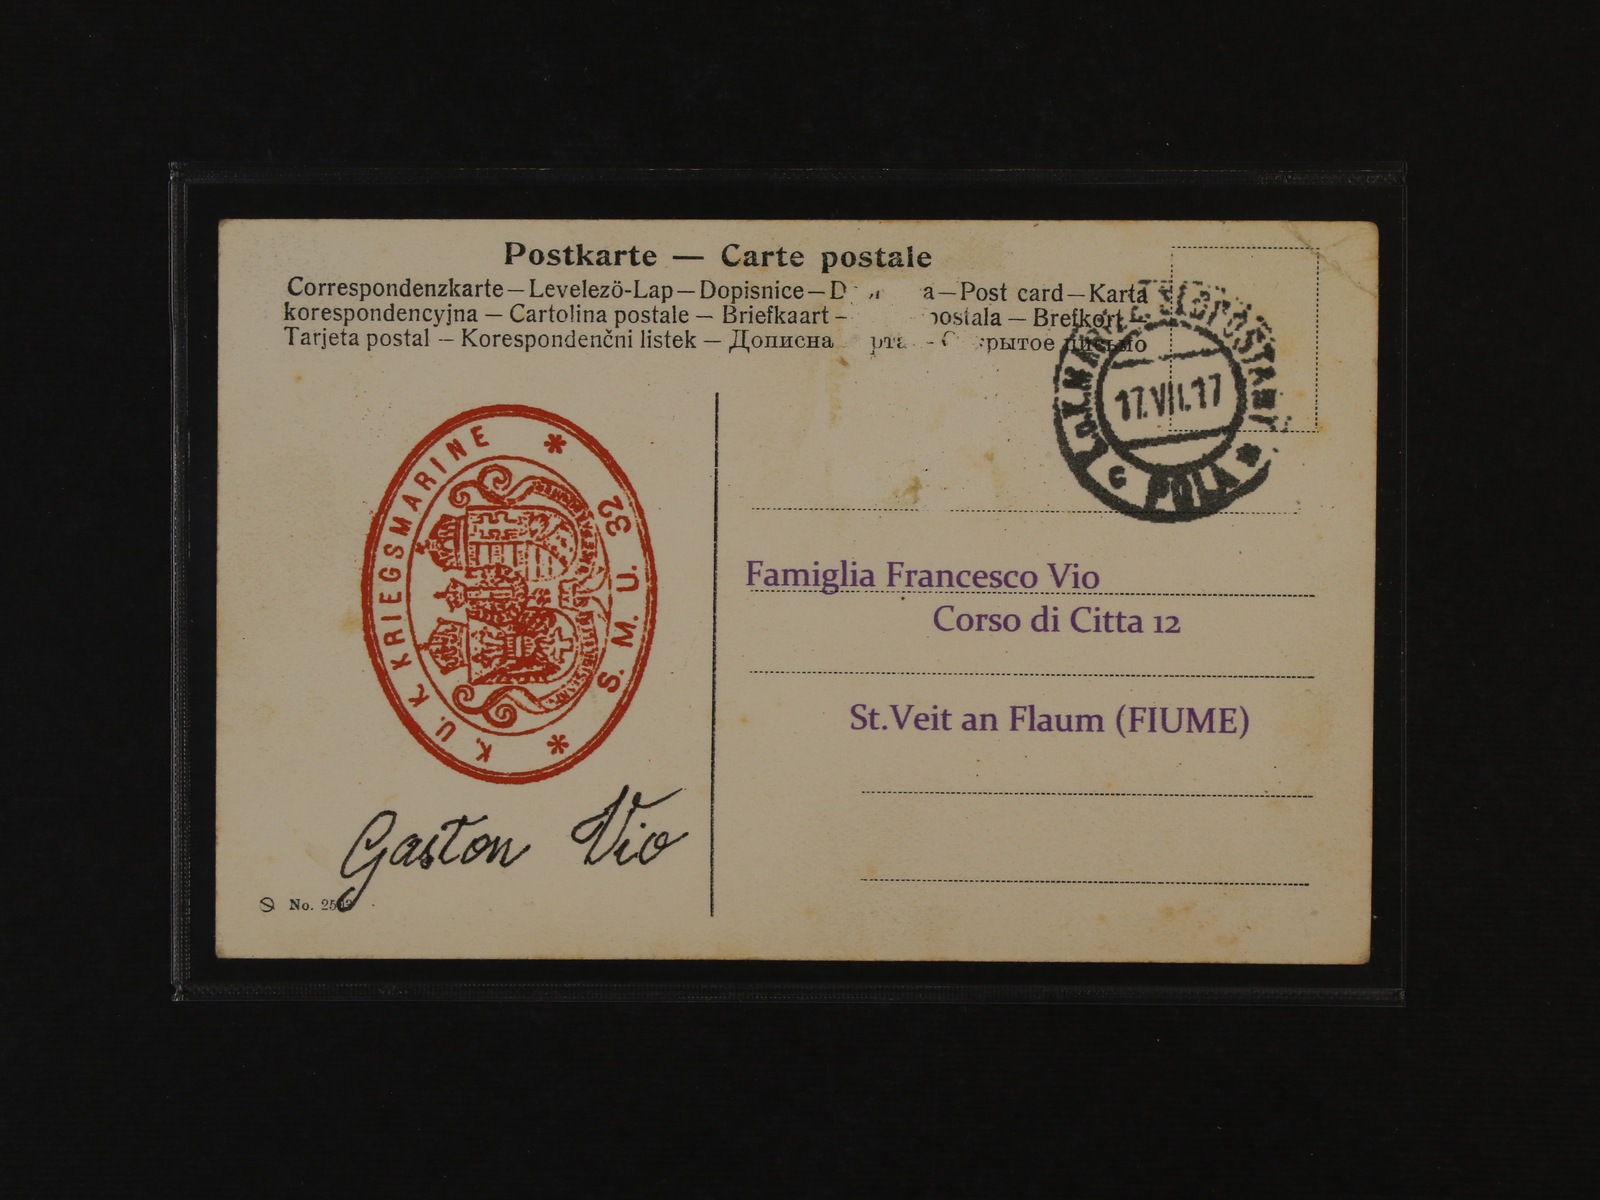 Postkarte — Carte postale
Correspondenzkarte — Levelezö-Lap — Dopisnice — — Post card — Karta
korespondencyjna — Cartolina postale — Briefkaart — postala — Brefkort —
Tarjeta postal — Korespondenčni listek — Дописна письмо
17.VII.17
POLA
K. U. K. KRIEGSMARINE
S. M. U. 32
Famiglia Francesco Vio
Corso di Citta 12
St.Veit an Flaum (FIUME)
Gaston Vio
No.